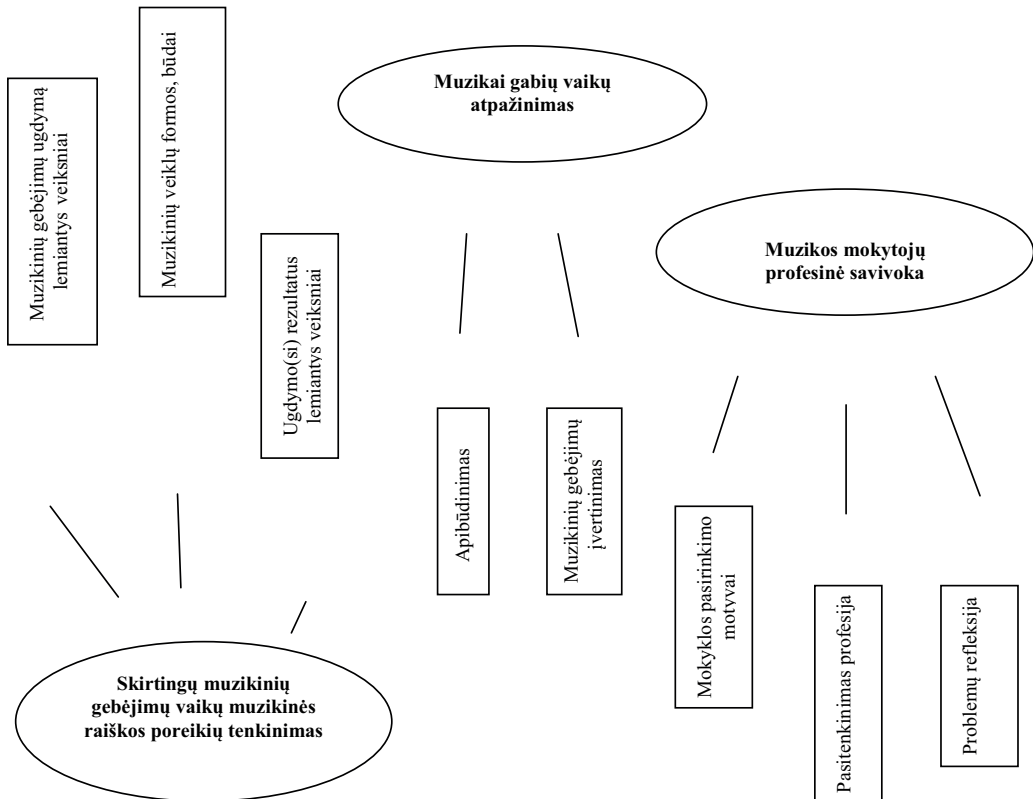 Muzikinių gebėjimų ugdymą
lemiantys veiksniai
Muzikinių veiklų formos, būdai
Ugdymo(si) rezultatus
lemiantys veiksniai
Muzikai gabių vaikų
atpažinimas
Apibūdinimas
Muzikinių gebėjimų
įvertinimas
Muzikos mokytojų
profesinė savivoka
Mokyklos pasirinkimo
motyvai
Pasitenkinimas profesija
Problemų refleksija
Skirtingų muzikinių
gebėjimų vaikų muzikinės
raiškos poreikių tenkinimas